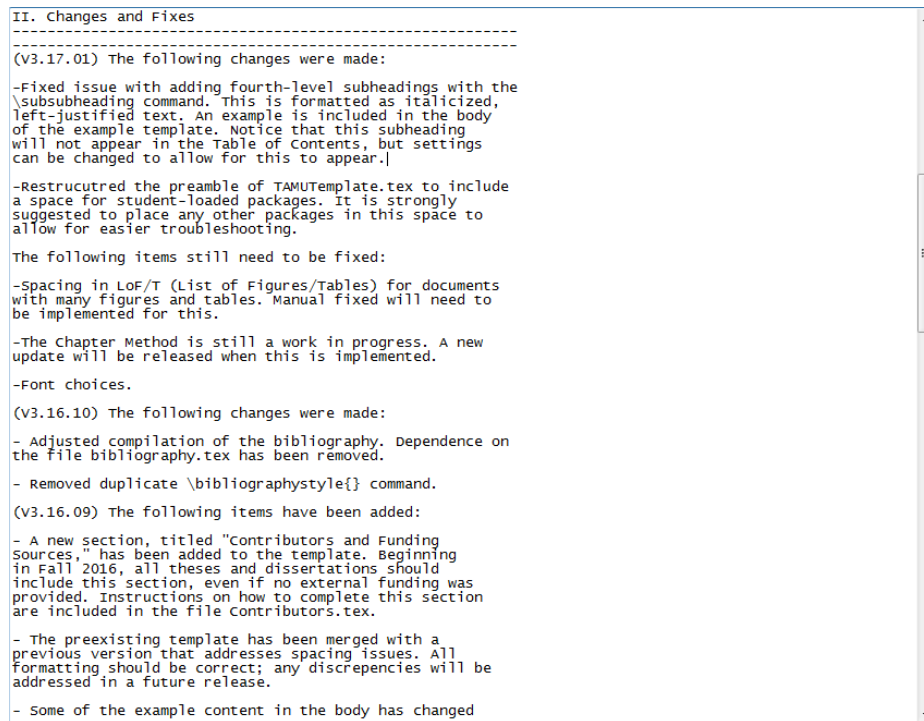 II. Changes and Fixes
----------------------------------------------------------
----------------------------------------------------------
(V3.17.01) The following changes were made:
-Fixed issue with adding fourth-level subheadings with the
\subsubheading command. This is formatted as italicized,
left-justified text. An example is included in the body
of the example template. Notice that this subheading
will not appear in the Table of Contents, but settings
can be changed to allow for this to appear.
-Restrucutred the preamble of TAMUTemplate.tex to include
a space for student-loaded packages. It is strongly
suggested to place any other packages in this space to
allow for easier troubleshooting.
The following items still need to be fixed:
-Spacing in LoF/T (List of Figures/Tables) for documents
with many figures and tables. Manual fixed will need to
be implemented for this.
-The Chapter Method is still a work in progress. A new
update will be released when this is implemented.
-Font choices.
(V3.16.10) The following changes were made:
- Adjusted compilation of the bibliography. Dependence on
the file bibliography.tex has been removed.
- Removed duplicate \bibliographystyle{} command.
(V3.16.09) The following items have been added:
- A new section, titled "Contributors and Funding
Sources," has been added to the template. Beginning
in Fall 2016, all theses and dissertations should
include this section, even if no external funding was
provided. Instructions on how to complete this section
are included in the file Contributors.tex.
- The preexisting template has been merged with a
previous version that addresses spacing issues. All
formatting should be correct; any discrepencies will be
addressed in a future release.
- Some of the example content in the body has changed